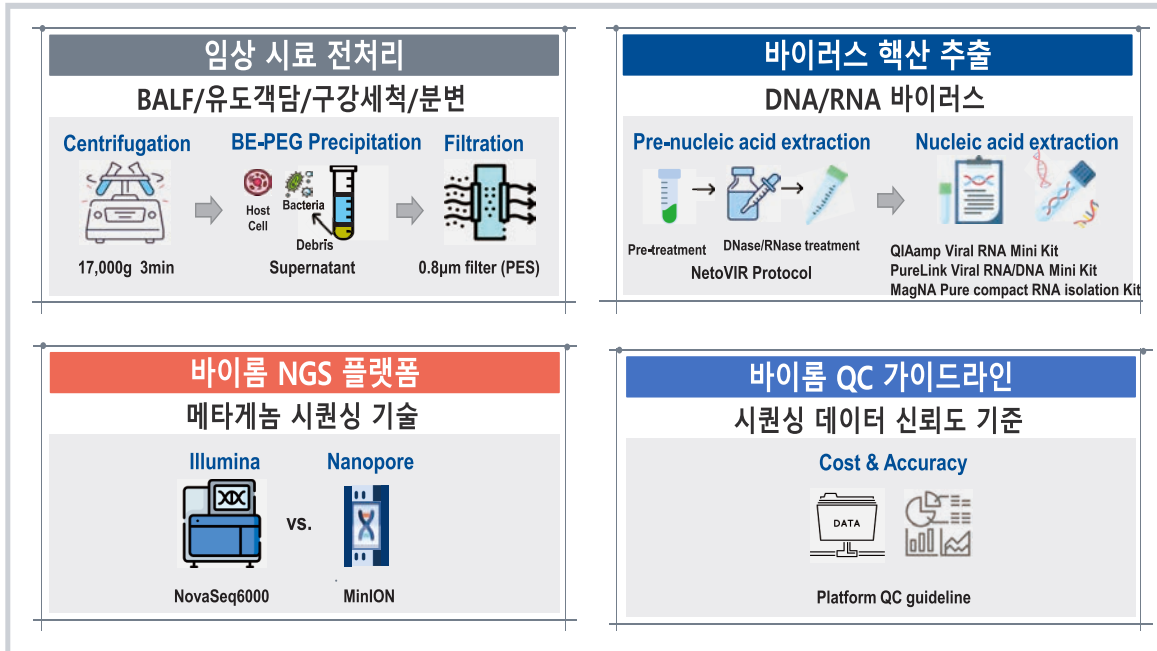 임상 시료 전처리
BALF/유도객담/구강세척/분변
Centrifugation
BE-PEG Precipitation
Filtration
Host
Cell
Bacteria
Debris
17,000g 3min
Supernatant
0.8μm filter (PES)
바이러스 핵산 추출
DNA/RNA 바이러스
Pre-nucleic acid extraction
Nucleic acid extraction
Pre-treatment
DNase/RNase treatment
NetoVIR Protocol
QIAamp Viral RNA Mini Kit
PureLink Viral RNA/DNA Mini Kit
MagNA Pure compact RNA isolation Kit
바이롬 NGS 플랫폼
메타게놈 시퀀싱 기술
Illumina
Nanopore
vs.
NovaSeq6000
MinION
바이롬 QC 가이드라인
시퀀싱 데이터 신뢰도 기준
Cost & Accuracy
DATA
Platform QC guideline